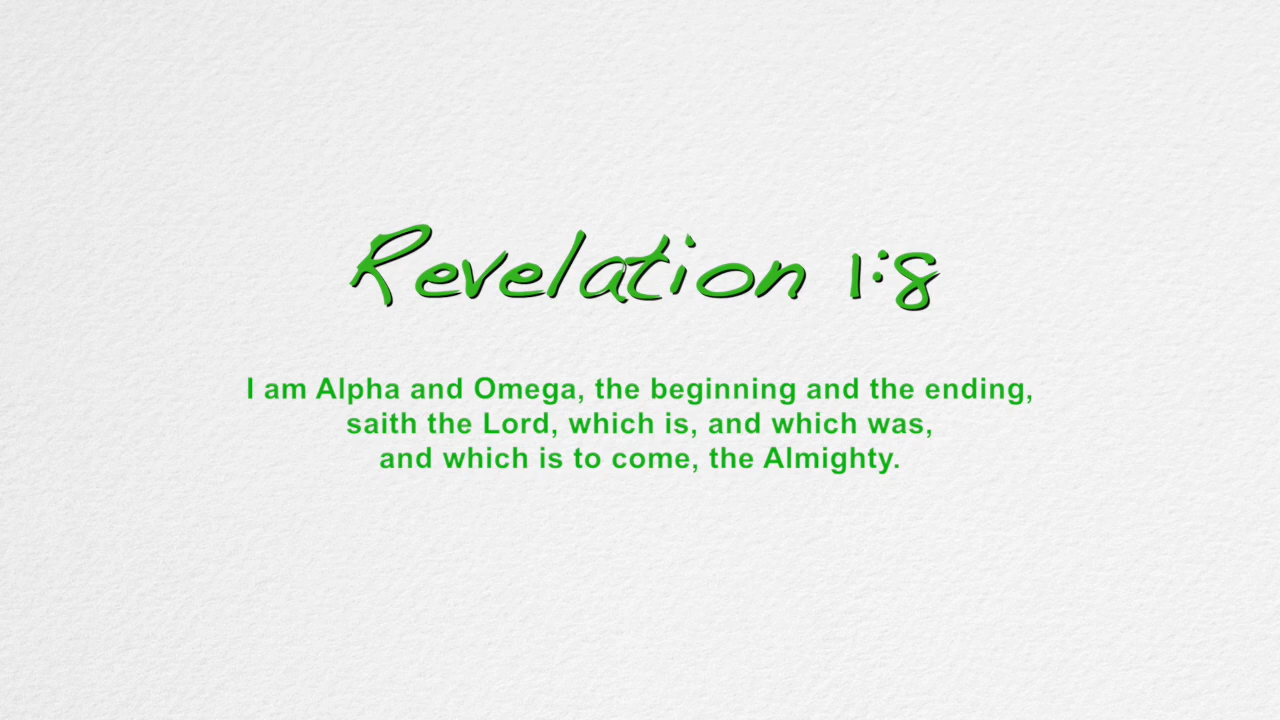 Revelation 1:8
I am Alpha and Omega, the beginning and the ending,
saith the Lord, which is, and which was,
and which is to come, the Almighty.